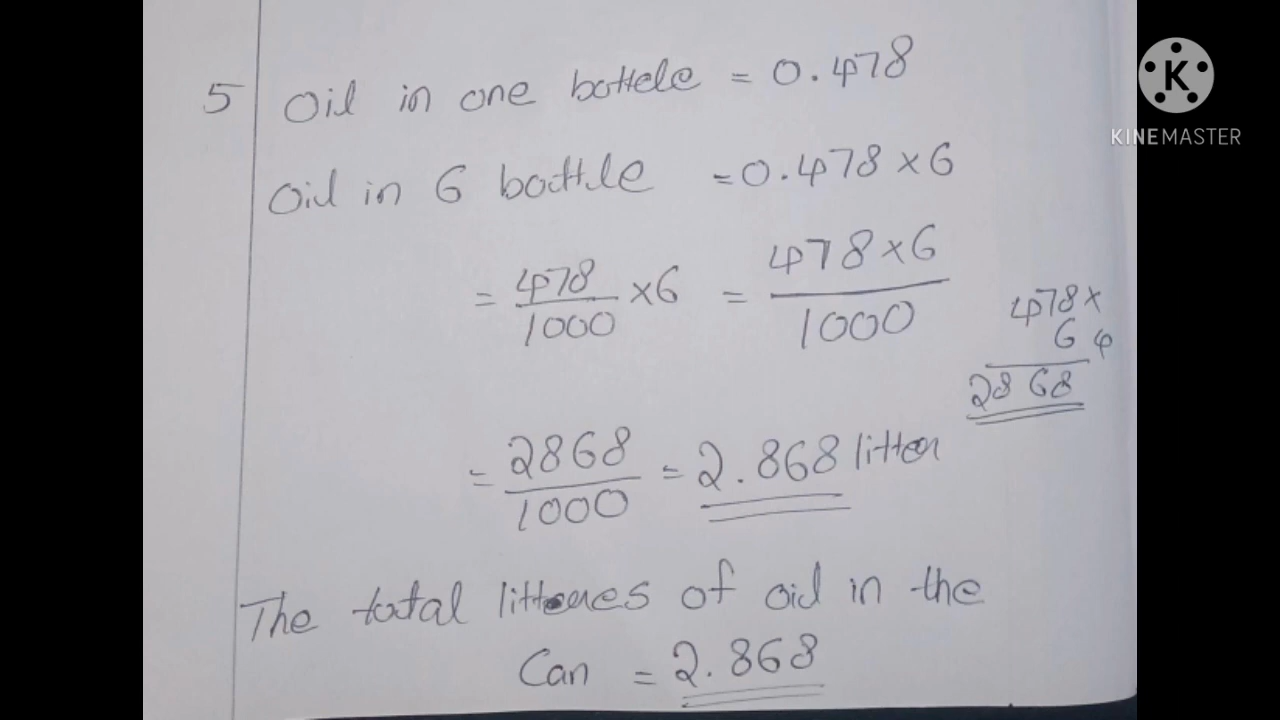 5 Oil in one bottele = 0.478
Oil in 6 bottle = 0.478 × 6
= 478/1000 × 6 = 478 × 6/1000
478 ×
6 4
2868
= 2868/1000 = 2.868 litter
The total litteres of oil in the
Can = 2.868
K
KINEMASTER